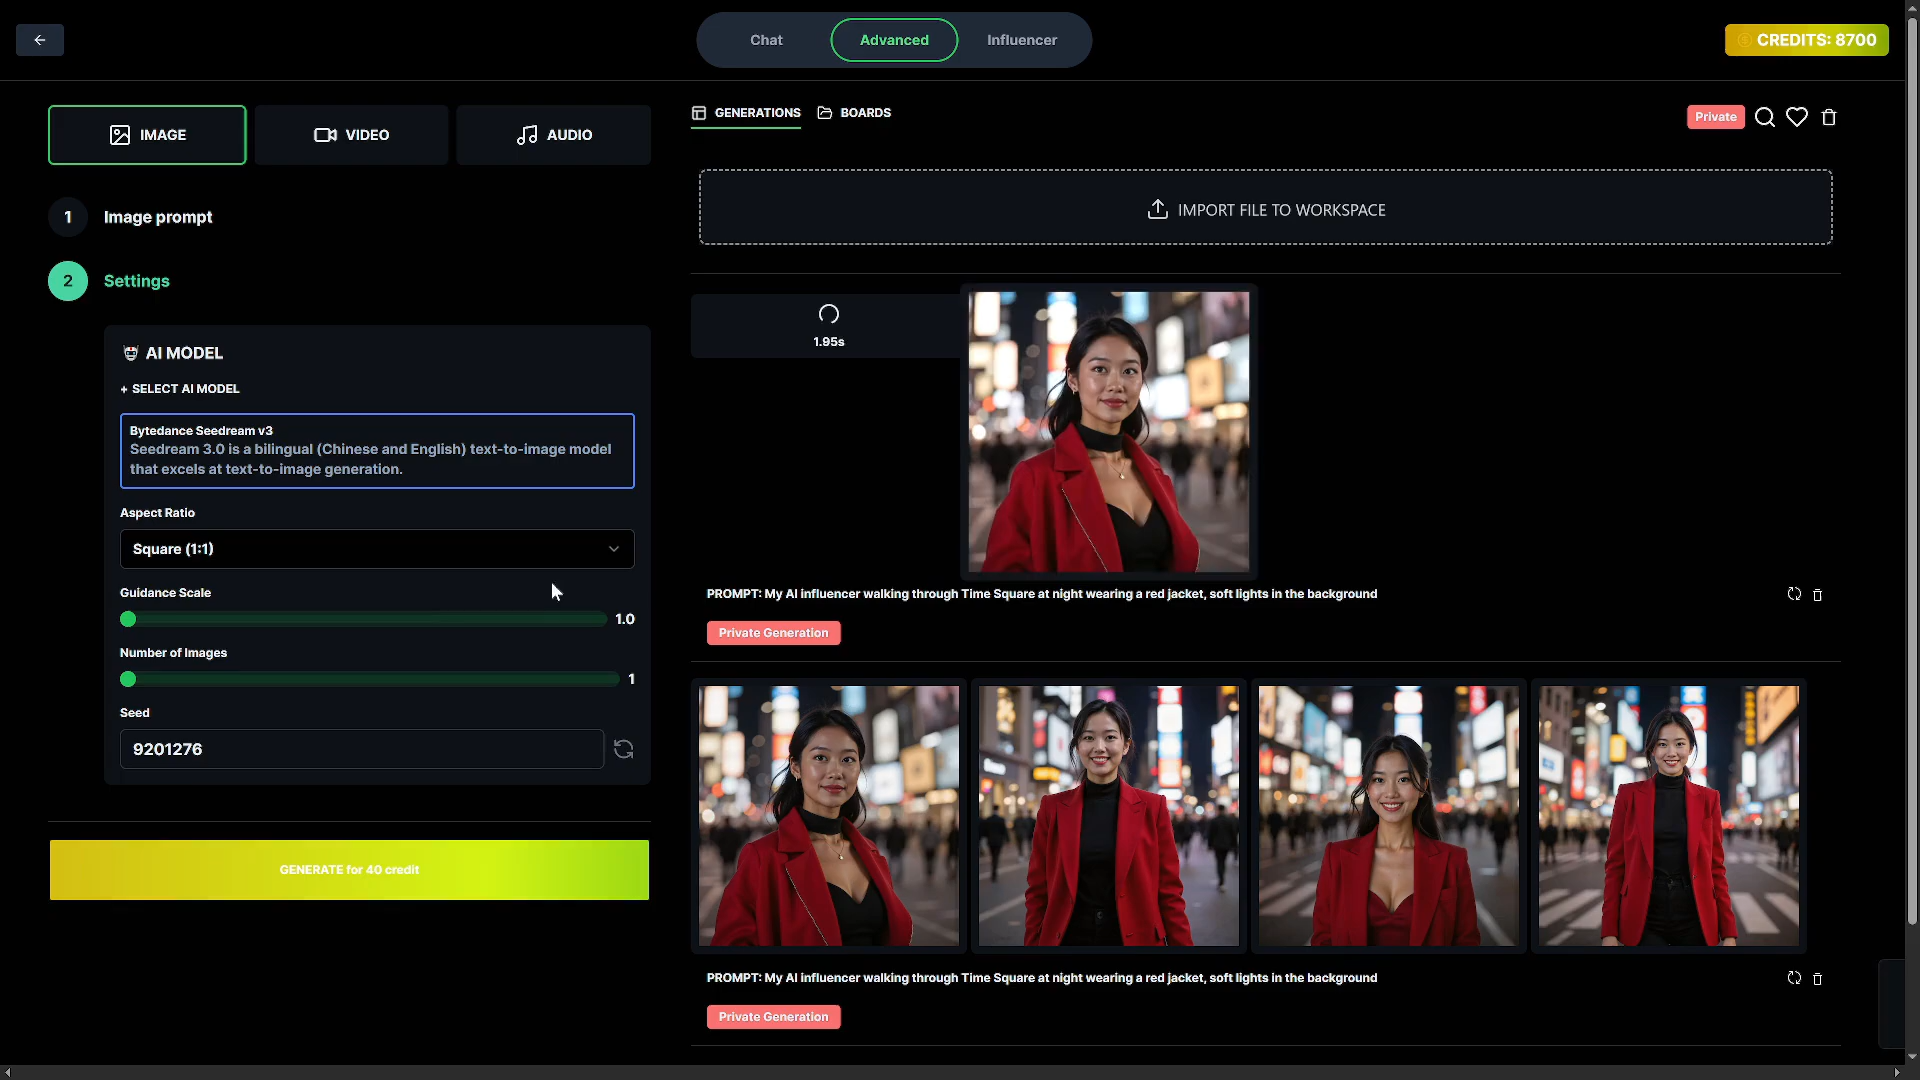 Chat
Advanced
Influencer
CREDITS: 8700
IMAGE
VIDEO
AUDIO
1
Image prompt
2
Settings
AI MODEL
+ SELECT AI MODEL
Bytedance Seedream v3
Seedream 3.0 is a bilingual (Chinese and English) text-to-image model
that excels at text-to-image generation.
Aspect Ratio
Square (1:1)
Guidance Scale
1.0
Number of Images
1
Seed
9201276
GENERATE for 40 credit
GENERATIONS
BOARDS
Private
IMPORT FILE TO WORKSPACE
1.95s
PROMPT: My AI influencer walking through Time Square at night wearing a red jacket, soft lights in the background
Private Generation
PROMPT: My AI influencer walking through Time Square at night wearing a red jacket, soft lights in the background
Private Generation